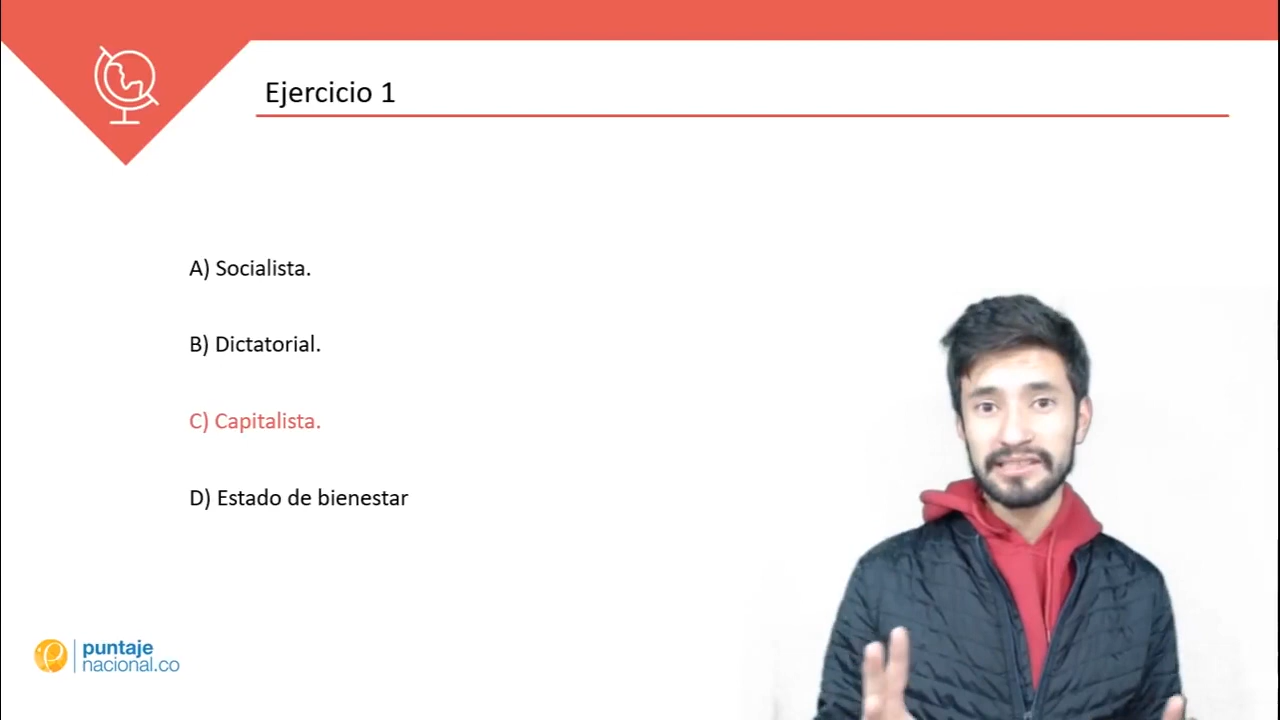 Ejercicio 1
A) Socialista.
B) Dictatorial.
C) Capitalista.
D) Estado de bienestar
puntaje
nacional.co